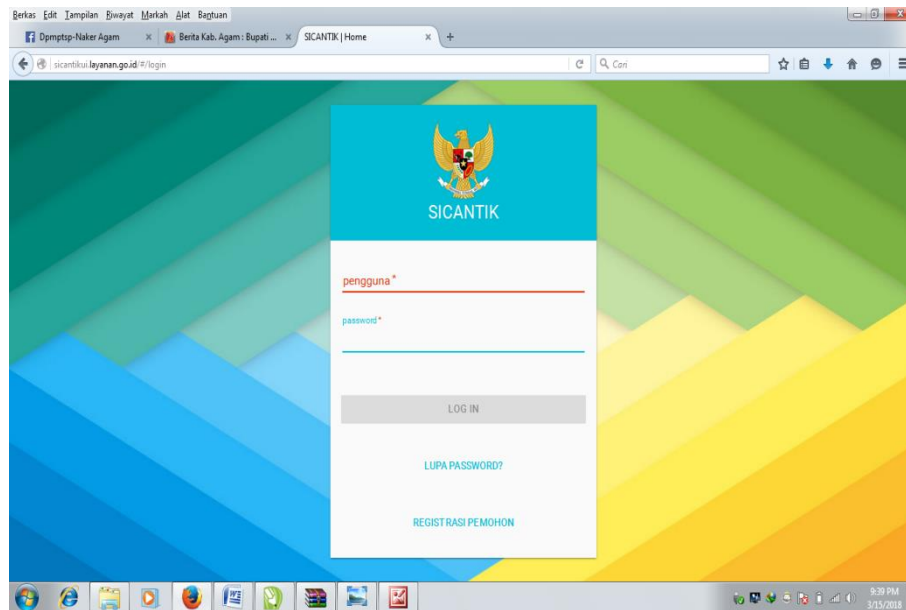 Berkas Edit Tampilan Riwayat Markah Alat Bantuan
Dpmptsp-Naker Agam x Berita Kab. Agam : Bupati ... x SICANTIK | Home x +
sicantikui.layanan.go.id/#/login Cari
SICANTIK
pengguna *
password *
LOG IN
LUPA PASSWORD?
REGISTRASI PEMOHON
9:39 PM
3/15/2018